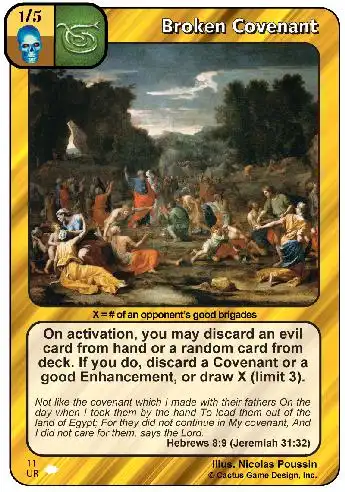 1/5
Broken Covenant
X = # of an opponent's good brigades
On activation, you may discard an evil
card from hand or a random card from
deck. If you do, discard a Covenant or a
good Enhancement, or draw X (limit 3).
Not like the covenant which I made with their fathers On the
day when I took them by the hand To lead them out of the
land of Egypt; For they did not continue in My covenant, And
I did not care for them, says the Lord.
Hebrews 8:9 (Jeremiah 31:32)
11
UR
Illus. Nicolas Poussin
© Cactus Game Design, Inc.